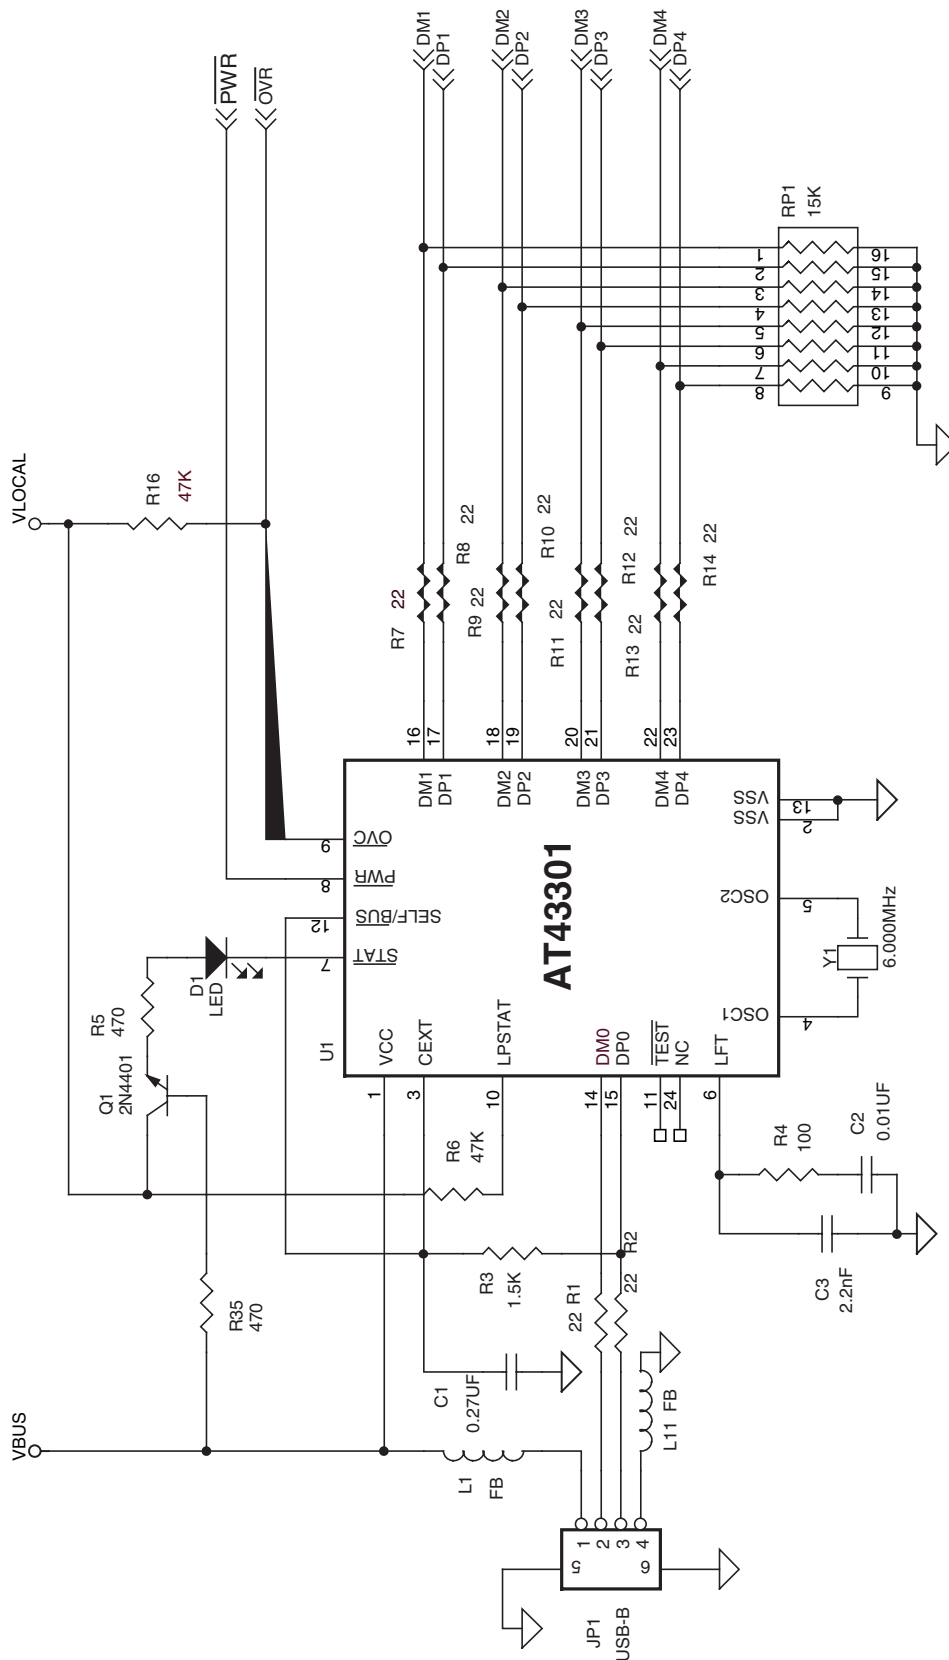 VBUS
VLOCAL
PWR
OVR
DM1
DP1
DM2
DP2
DM3
DP3
DM4
DP4
R16
47K
R5
470
D1
LED
Q1
2N4401
R35
470
R6
47K
R3
1.5K
C1
0.27UF
L1
FB
22 R1
R2
22
L11 FB
JP1
USB-B
1
2
3
4
5
6
U1
AT43301
1
VCC
3
CEXT
10
LPSTAT
14
DM0
15
DP0
11
TEST
24
NC
6
LFT
7
STAT
12
SELF/BUS
8
PWR
9
OVC
16
DM1
17
DP1
18
DM2
19
DP2
20
DM3
21
DP3
22
DM4
23
DP4
4
OSC1
5
OSC2
2
VSS
13
VSS
Y1
6.000MHz
R4
100
C2
0.01UF
C3
2.2nF
R7 22
R8 22
R9 22
R10 22
R11 22
R12 22
R13 22
R14 22
RP1
15K
1
2
3
4
5
6
7
8
16
15
14
13
12
11
10
9